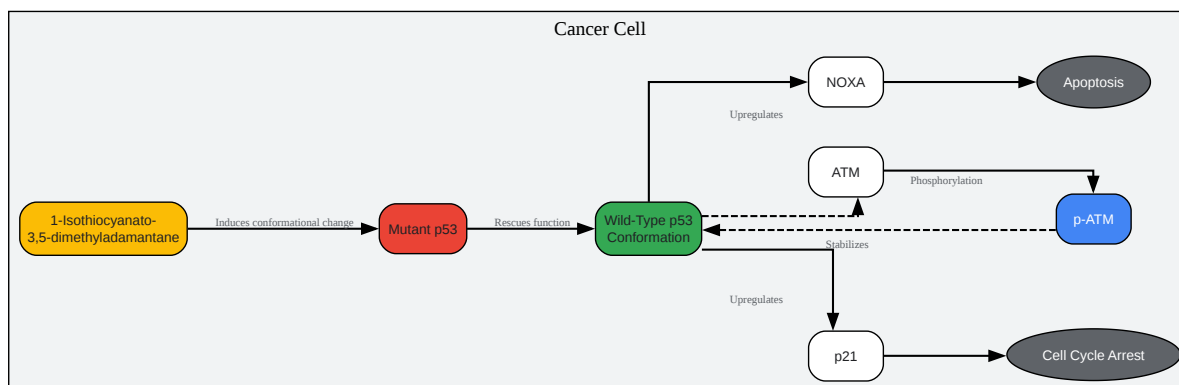 Cancer Cell
NOXA
Apoptosis
Upregulates
ATM
Phosphorylation
1-Isothiocyanato-
3,5-dimethyladamantane
Induces conformational change
Mutant p53
Rescues function
Wild-Type p53
Conformation
p-ATM
Stabilizes
Upregulates
p21
Cell Cycle Arrest